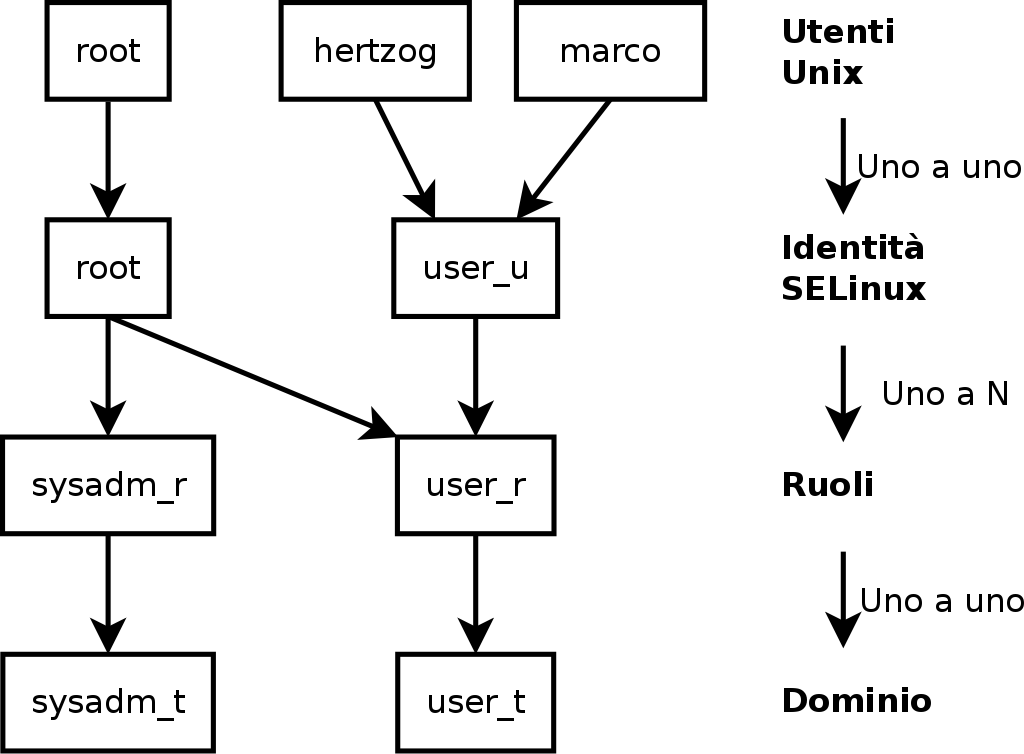 root
hertzog
marco
Utenti
Unix
Uno a uno
root
user_u
Identità
SELinux
Uno a N
sysadm_r
user_r
Ruoli
Uno a uno
sysadm_t
user_t
Dominio